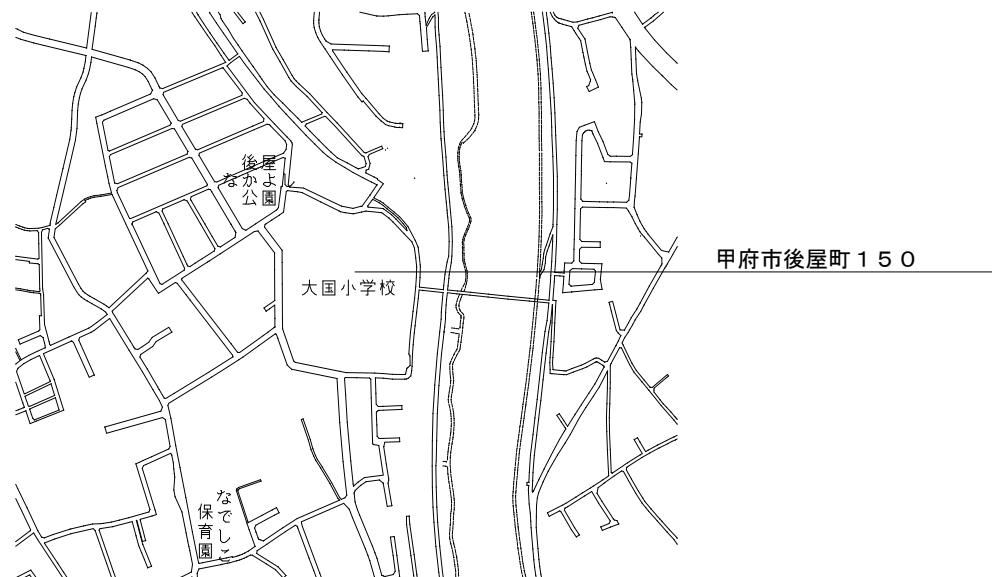 後屋
なかよし
公園
甲府市後屋町１５０
大国小学校
なでしこ
保育園